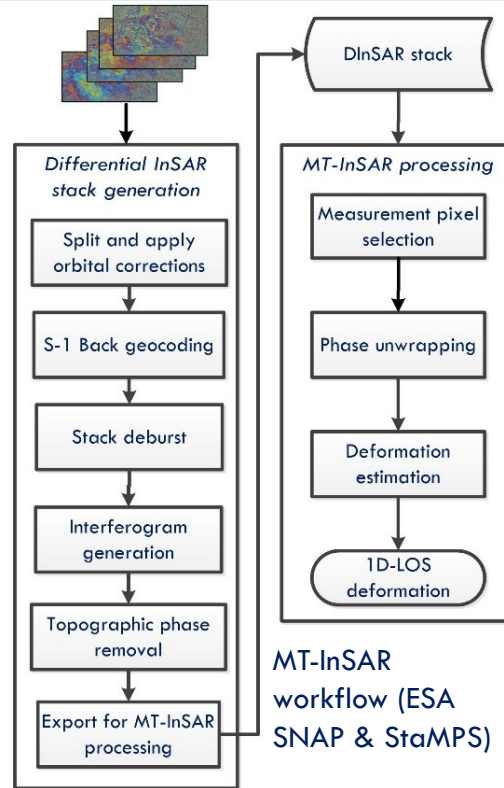 Differential InSAR
stack generation
Split and apply
orbital corrections
S-1 Back geocoding
Stack deburst
Interferogram
generation
Topographic phase
removal
Export for MT-InSAR
processing
DInSAR stack
MT-InSAR processing
Measurement pixel
selection
Phase unwrapping
Deformation
estimation
1D-LOS
deformation
MT-InSAR
workflow (ESA
SNAP & StaMPS)